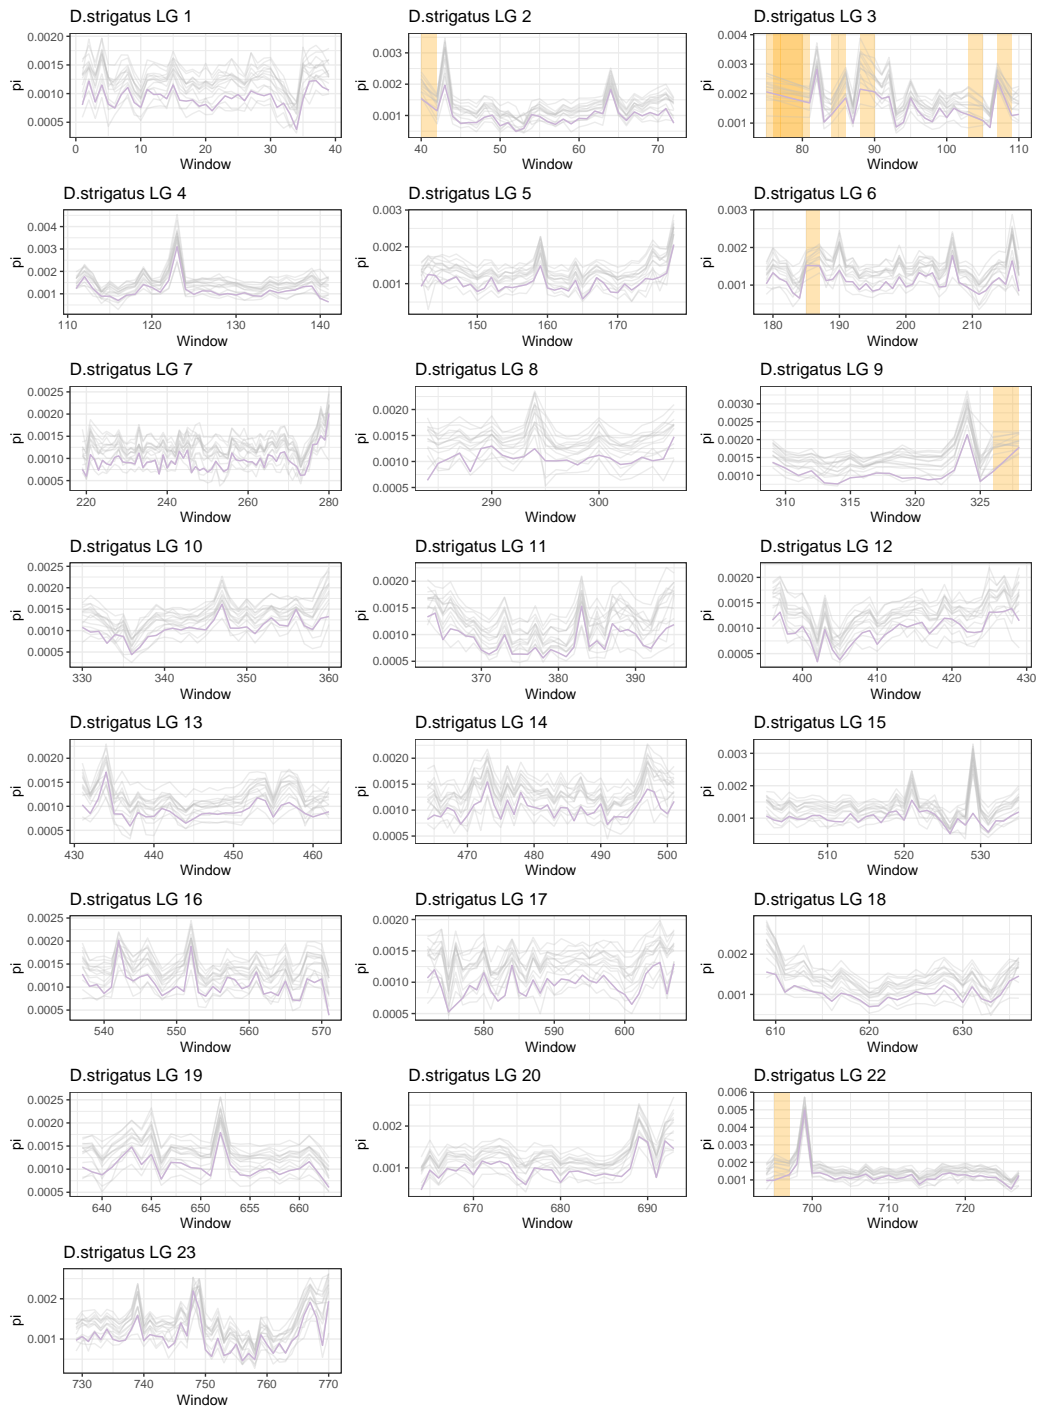 D.strigatus LG 1
D.strigatus LG 2
D.strigatus LG 3
0.0020
0.0015
0.0010
0.0005
pi
0 10 20 30 40
Window
0.003
0.002
0.001
pi
40 50 60 70
Window
0.004
0.003
0.002
0.001
pi
80 90 100 110
Window
D.strigatus LG 4
D.strigatus LG 5
D.strigatus LG 6
0.004
0.003
0.002
0.001
pi
110 120 130 140
Window
0.003
0.002
0.001
pi
150 160 170
Window
0.003
0.002
0.001
pi
180 190 200 210
Window
D.strigatus LG 7
D.strigatus LG 8
D.strigatus LG 9
0.0025
0.0020
0.0015
0.0010
0.0005
pi
220 240 260 280
Window
0.0020
0.0015
0.0010
0.0005
pi
290 300
Window
0.0030
0.0025
0.0020
0.0015
0.0010
pi
310 315 320 325
Window
D.strigatus LG 10
D.strigatus LG 11
D.strigatus LG 12
0.0025
0.0020
0.0015
0.0010
0.0005
pi
330 340 350 360
Window
0.0020
0.0015
0.0010
0.0005
pi
370 380 390
Window
0.0020
0.0015
0.0010
0.0005
pi
400 410 420 430
Window
D.strigatus LG 13
D.strigatus LG 14
D.strigatus LG 15
0.0020
0.0015
0.0010
0.0005
pi
430 440 450 460
Window
0.0020
0.0015
0.0010
0.0005
pi
470 480 490 500
Window
0.003
0.002
0.001
pi
510 520 530
Window
D.strigatus LG 16
D.strigatus LG 17
D.strigatus LG 18
0.0025
0.0020
0.0015
0.0010
0.0005
pi
540 550 560 570
Window
0.0020
0.0015
0.0010
0.0005
pi
580 590 600
Window
0.002
0.001
pi
610 620 630
Window
D.strigatus LG 19
D.strigatus LG 20
D.strigatus LG 22
0.0025
0.0020
0.0015
0.0010
0.0005
pi
640 645 650 655 660
Window
0.002
0.001
pi
670 680 690
Window
0.006
0.005
0.004
0.003
0.002
0.001
pi
700 710 720
Window
D.strigatus LG 23
0.002
0.001
pi
730 740 750 760 770
Window